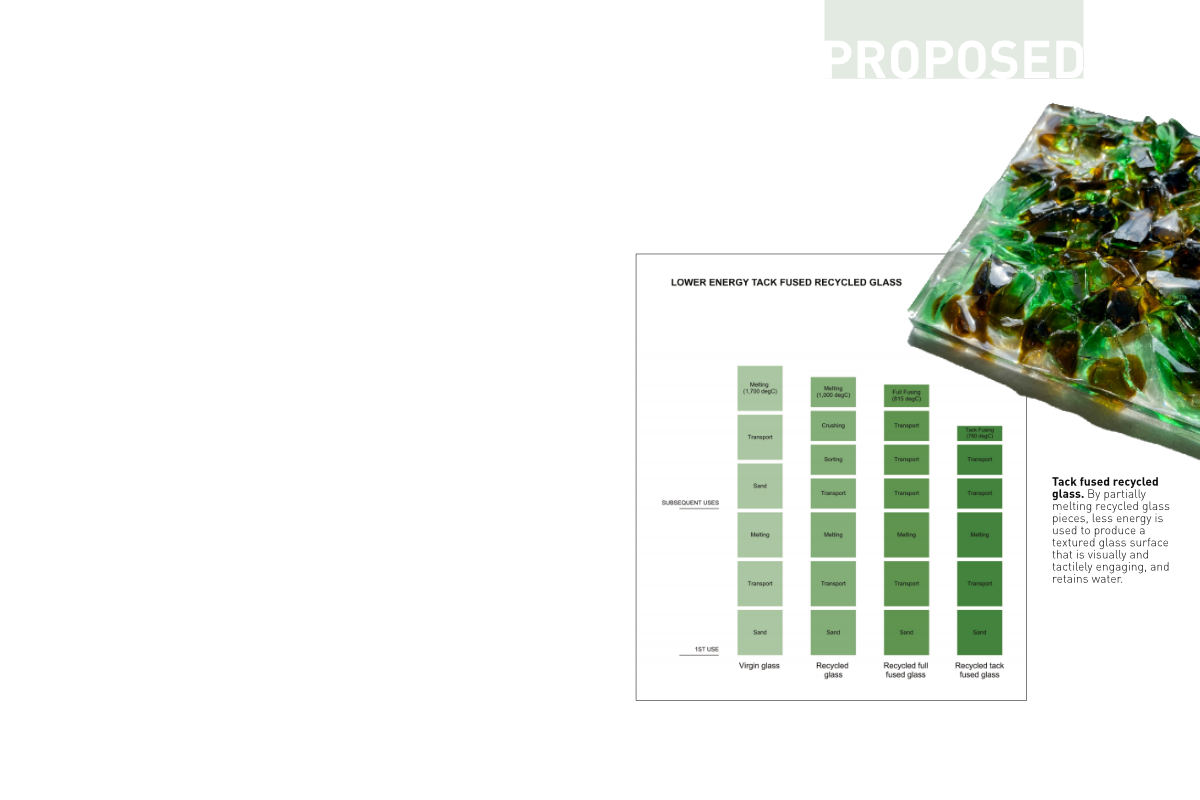 PROPOSED
LOWER ENERGY TACK FUSED RECYCLED GLASS
Melting
(1,700 degC)
Transport
Sand
Melting
Transport
Sand
Melting
(1,000 degC)
Crushing
Sorting
Transport
Melting
Transport
Sand
Full Fusing
(815 degC)
Transport
Transport
Transport
Melting
Transport
Sand
Tack Fusing
(760 degC)
Transport
Transport
Melting
Transport
Sand
SUBSEQUENT USES
1ST USE
Virgin glass
Recycled
glass
Recycled full
fused glass
Recycled tack
fused glass
Tack fused recycled
glass. By partially
melting recycled glass
pieces, less energy is
used to produce a
textured glass surface
that is visually and
tactilely engaging, and
retains water.